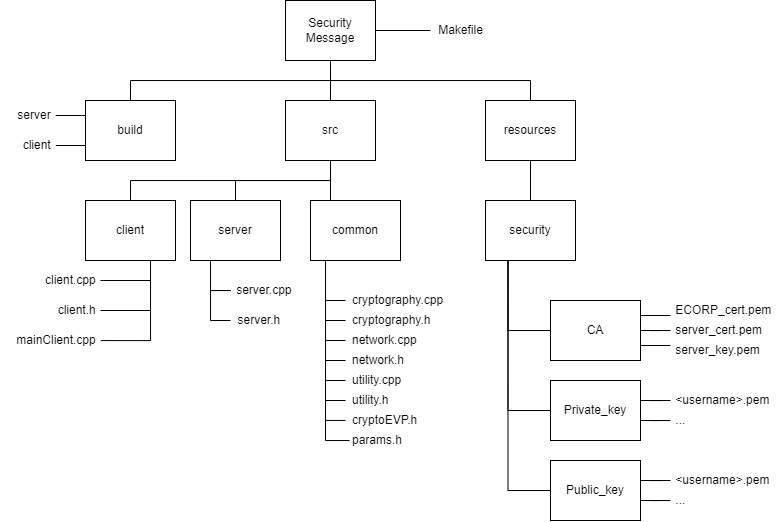 Security
Message
Makefile
server
client
build
src
resources
client
server
common
security
client.cpp
client.h
mainClient.cpp
server.cpp
server.h
cryptography.cpp
cryptography.h
network.cpp
network.h
utility.cpp
utility.h
cryptoEVP.h
params.h
CA
ECORP_cert.pem
server_cert.pem
server_key.pem
Private_key
<username>.pem
...
Public_key
<username>.pem
...